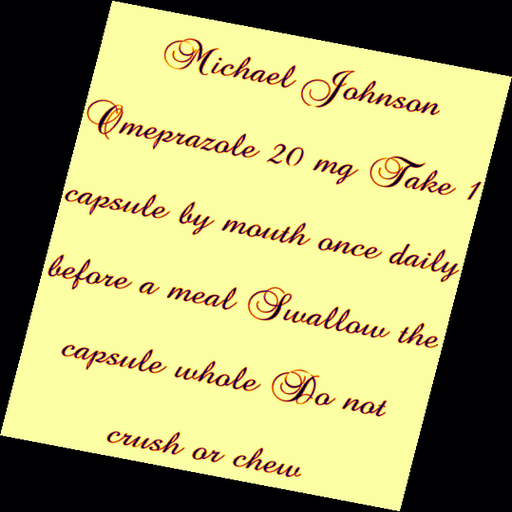 Michael Johnson
Omeprazole 20 mg Take 1
capsule by mouth once daily
before a meal Swallow the
capsule whole Do not
crush or chew